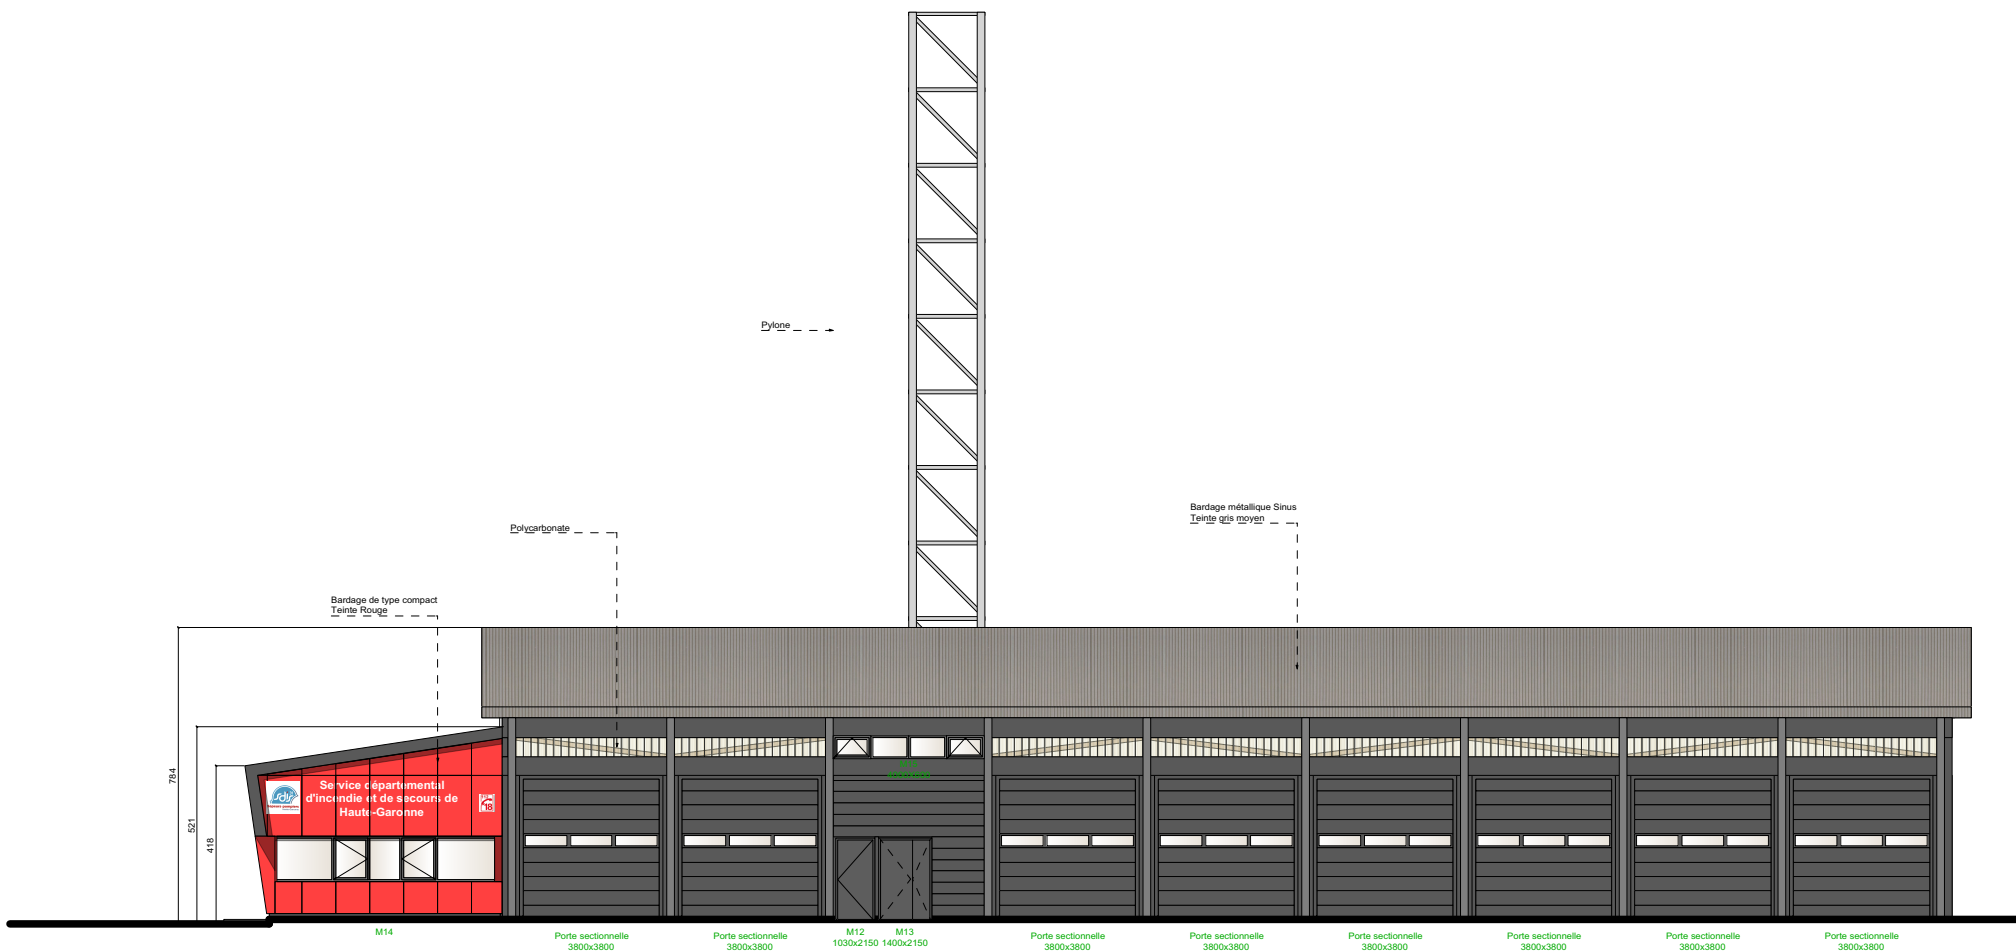 Pylone
Bardage métallique Sinus
Teinte gris moyen
Polycarbonate
Bardage de type compact
Teinte Rouge
784
521
418
Service départemental
d'incendie et de secours de
Haute-Garonne
18
M14
Porte sectionnelle
3800x3800
Porte sectionnelle
3800x3800
M12
1030x2150
M13
1400x2150
Porte sectionnelle
3800x3800
Porte sectionnelle
3800x3800
Porte sectionnelle
3800x3800
Porte sectionnelle
3800x3800
Porte sectionnelle
3800x3800
Porte sectionnelle
3800x3800